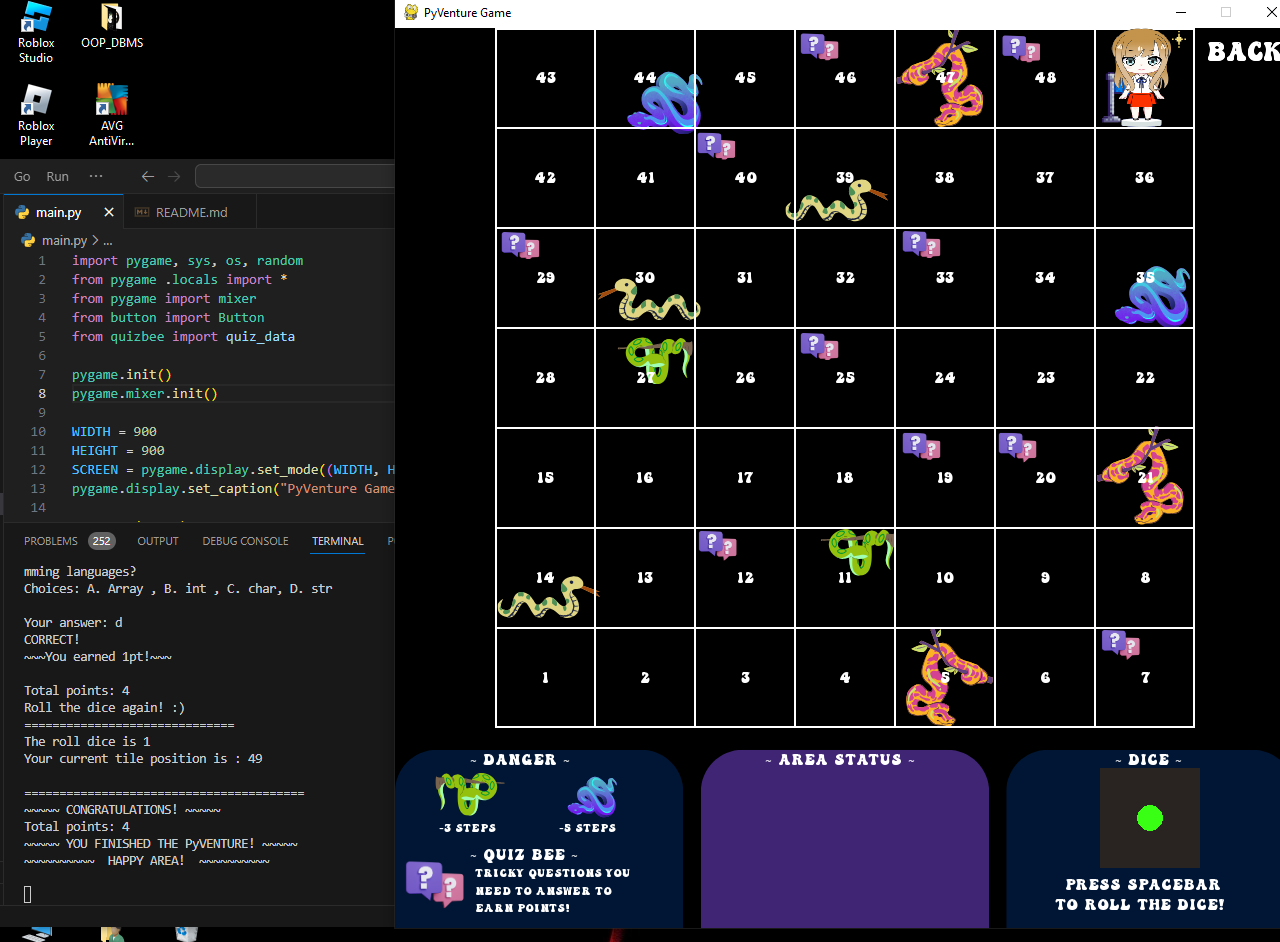 Roblox
Studio
OOP_DBMS
Roblox
Player
AVG
AntiVir...
Go Run ...
main.py
README.md
main.py > ...
1 import pygame, sys, os, random
2 from pygame .locals import *
3 from pygame import mixer
4 from button import Button
5 from quizbee import quiz_data
6
7 pygame.init()
8 pygame.mixer.init()
9
10 WIDTH = 900
11 HEIGHT = 900
12 SCREEN = pygame.display.set_mode((WIDTH, H
13 pygame.display.set_caption("PyVenture Game
14
PROBLEMS 252 OUTPUT DEBUG CONSOLE TERMINAL
mming languages?
Choices: A. Array , B. int , C. char, D. str
Your answer: d
CORRECT!
~~~You earned 1pt!~~~
Total points: 4
Roll the dice again! :)
==============================
The roll dice is 1
Your current tile position is : 49
========================================
~~~~~ CONGRATULATIONS! ~~~~~
Total points: 4
~~~~~ YOU FINISHED THE PyVENTURE! ~~~~~
~~~~~~~~~~ HAPPY AREA! ~~~~~~~~~~
PyVenture Game
BACK
43 44 45 46 47 48
42 41 40 39 38 37 36
29 30 31 32 33 34 35
28 27 26 25 24 23 22
15 16 17 18 19 20 21
14 13 12 11 10 9 8
1 2 3 4 5 6 7
~ DANGER ~
-3 STEPS
-5 STEPS
~ QUIZ BEE ~
TRICKY QUESTIONS YOU
NEED TO ANSWER TO
EARN POINTS!
~ AREA STATUS ~
~ DICE ~
PRESS SPACEBAR
TO ROLL THE DICE!